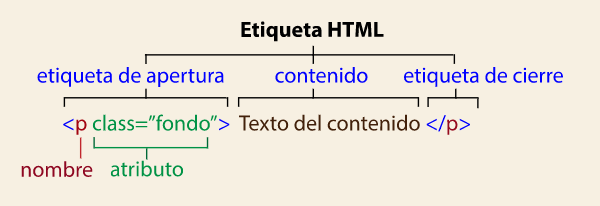 Etiqueta HTML
etiqueta de apertura contenido etiqueta de cierre
<p class=”fondo”> Texto del contenido </p>
nombre atributo